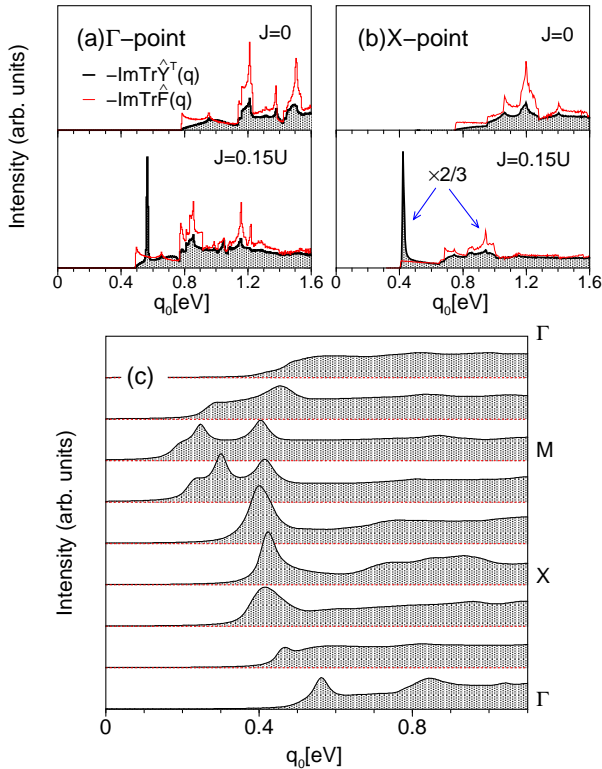 (a)Γ-point
J=0
−ImTrŶᵀ(q)
−ImTrF̂(q)
J=0.15U
(b)X-point
J=0
J=0.15U
×2/3
Intensity (arb. units)
0 0.4 0.8 1.2 1.6
q₀[eV]
0 0.4 0.8 1.2 1.6
q₀[eV]
(c)
Γ
M
X
Γ
Intensity (arb. units)
0 0.4 0.8
q₀[eV]